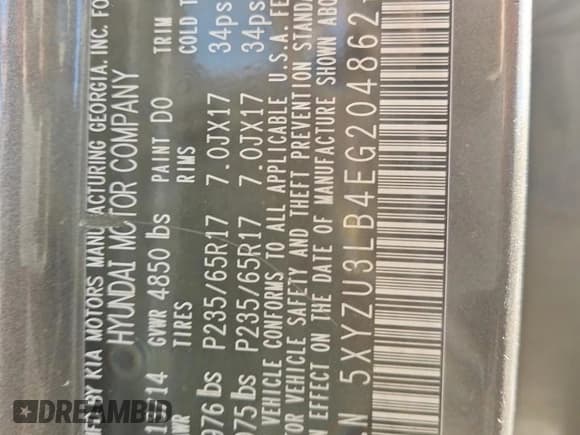 BY KIA MOTORS MANUFACTURING GEORGIA, INC. FO
HYUNDAI MOTOR COMPANY
14 GVWR 4850 lbs PAINT DO TRIM
TIRES RIMS COLD T
976 lbs P235/65R17 7.0JX17 34ps
975 lbs P235/65R17 7.0JX17 34ps
VEHICLE CONFORMS TO ALL APPLICABLE U.S.A. FE
OR VEHICLE SAFETY AND THEFT PREVENTION STANDA
N EFFECT ON THE DATE OF MANUFACTURE SHOWN ABO
N 5XYZU3LB4EG204862
DREAMBID